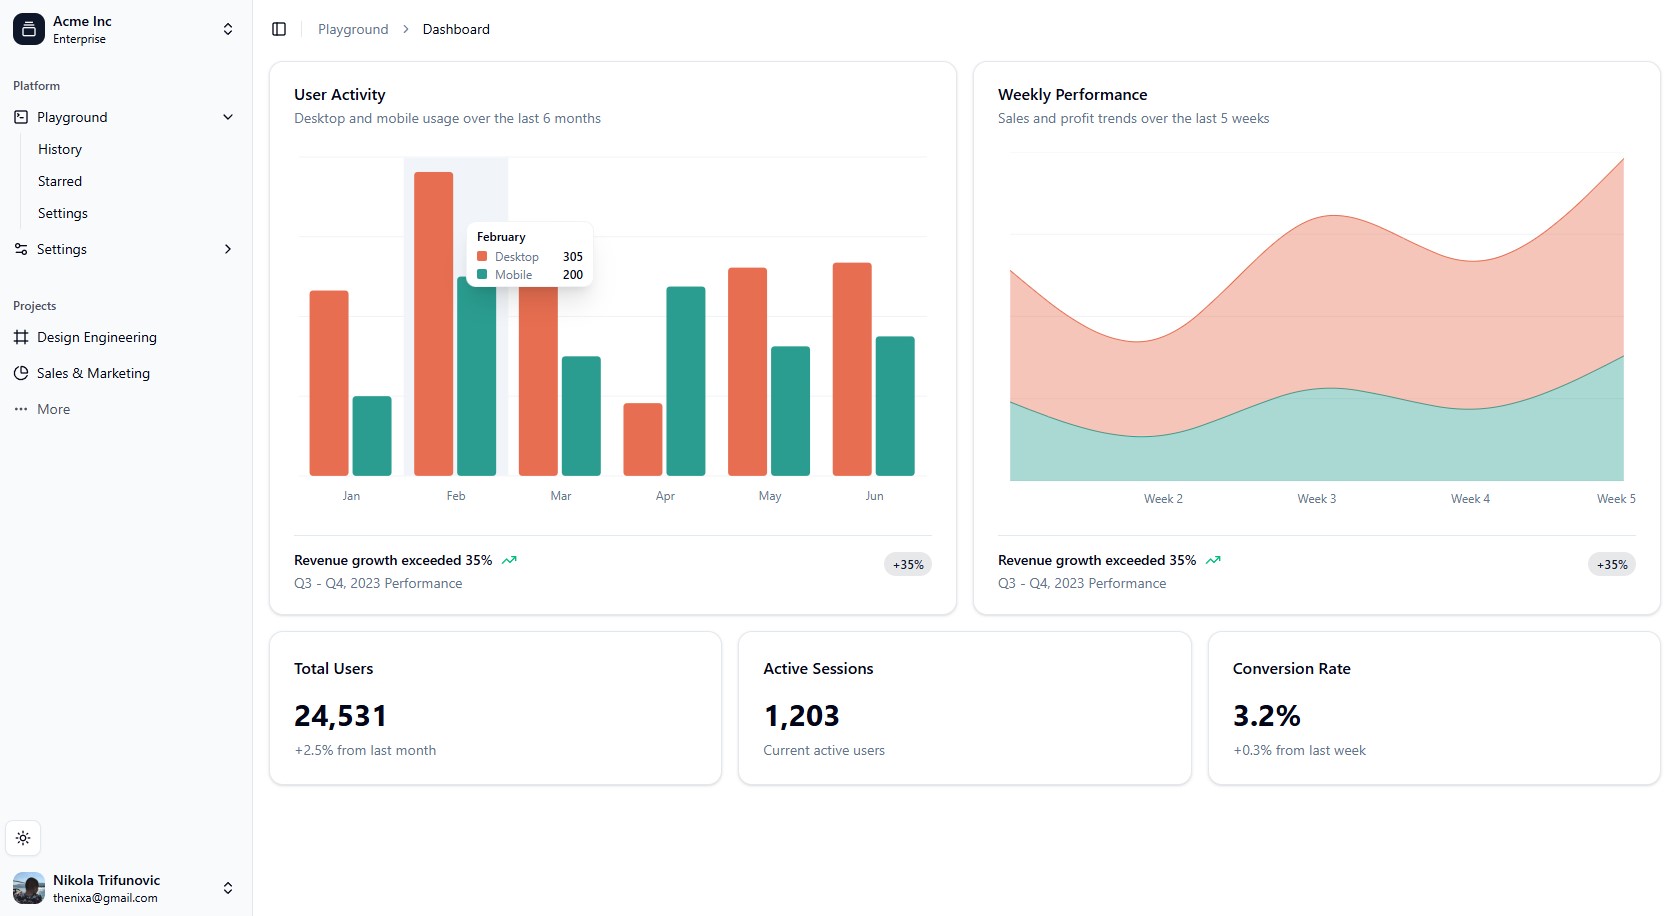 Acme Inc
Enterprise
Platform
Playground
History
Starred
Settings
Settings
Projects
Design Engineering
Sales & Marketing
More
Nikola Trifunovic
thenixa@gmail.com
Playground > Dashboard
User Activity
Desktop and mobile usage over the last 6 months
February
Desktop 305
Mobile 200
Jan Feb Mar Apr May Jun
Revenue growth exceeded 35%
+35%
Q3 - Q4, 2023 Performance
Weekly Performance
Sales and profit trends over the last 5 weeks
Week 2 Week 3 Week 4 Week 5
Revenue growth exceeded 35%
+35%
Q3 - Q4, 2023 Performance
Total Users
24,531
+2.5% from last month
Active Sessions
1,203
Current active users
Conversion Rate
3.2%
+0.3% from last week